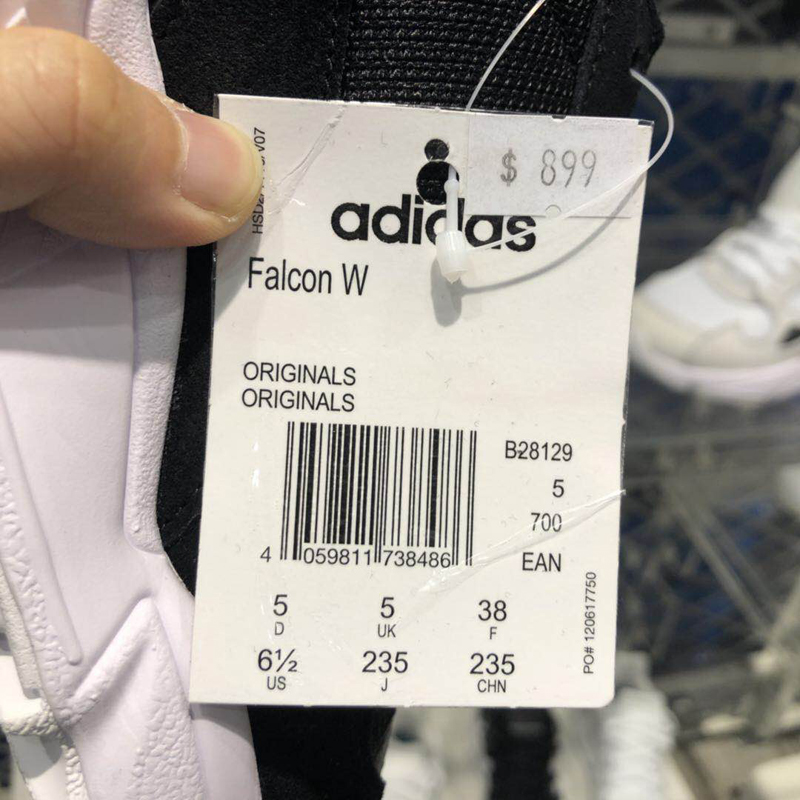 $ 899
adidas
Falcon W
ORIGINALS
ORIGINALS
B28129
5
700
EAN
4 059811 738486
5 5 38
D UK F
6½ 235 235
US J CHN
PO# 120617750